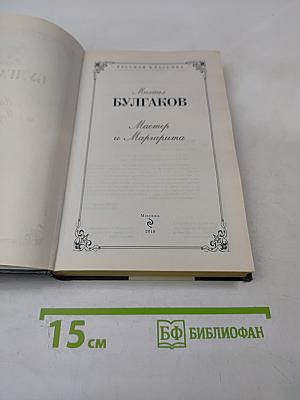 РУССКАЯ КЛАССИКА
Михаил
БУЛГАКОВ
Мастер
и Маргарита
Москва
2018
15 см
БФ БИБЛИОФАН